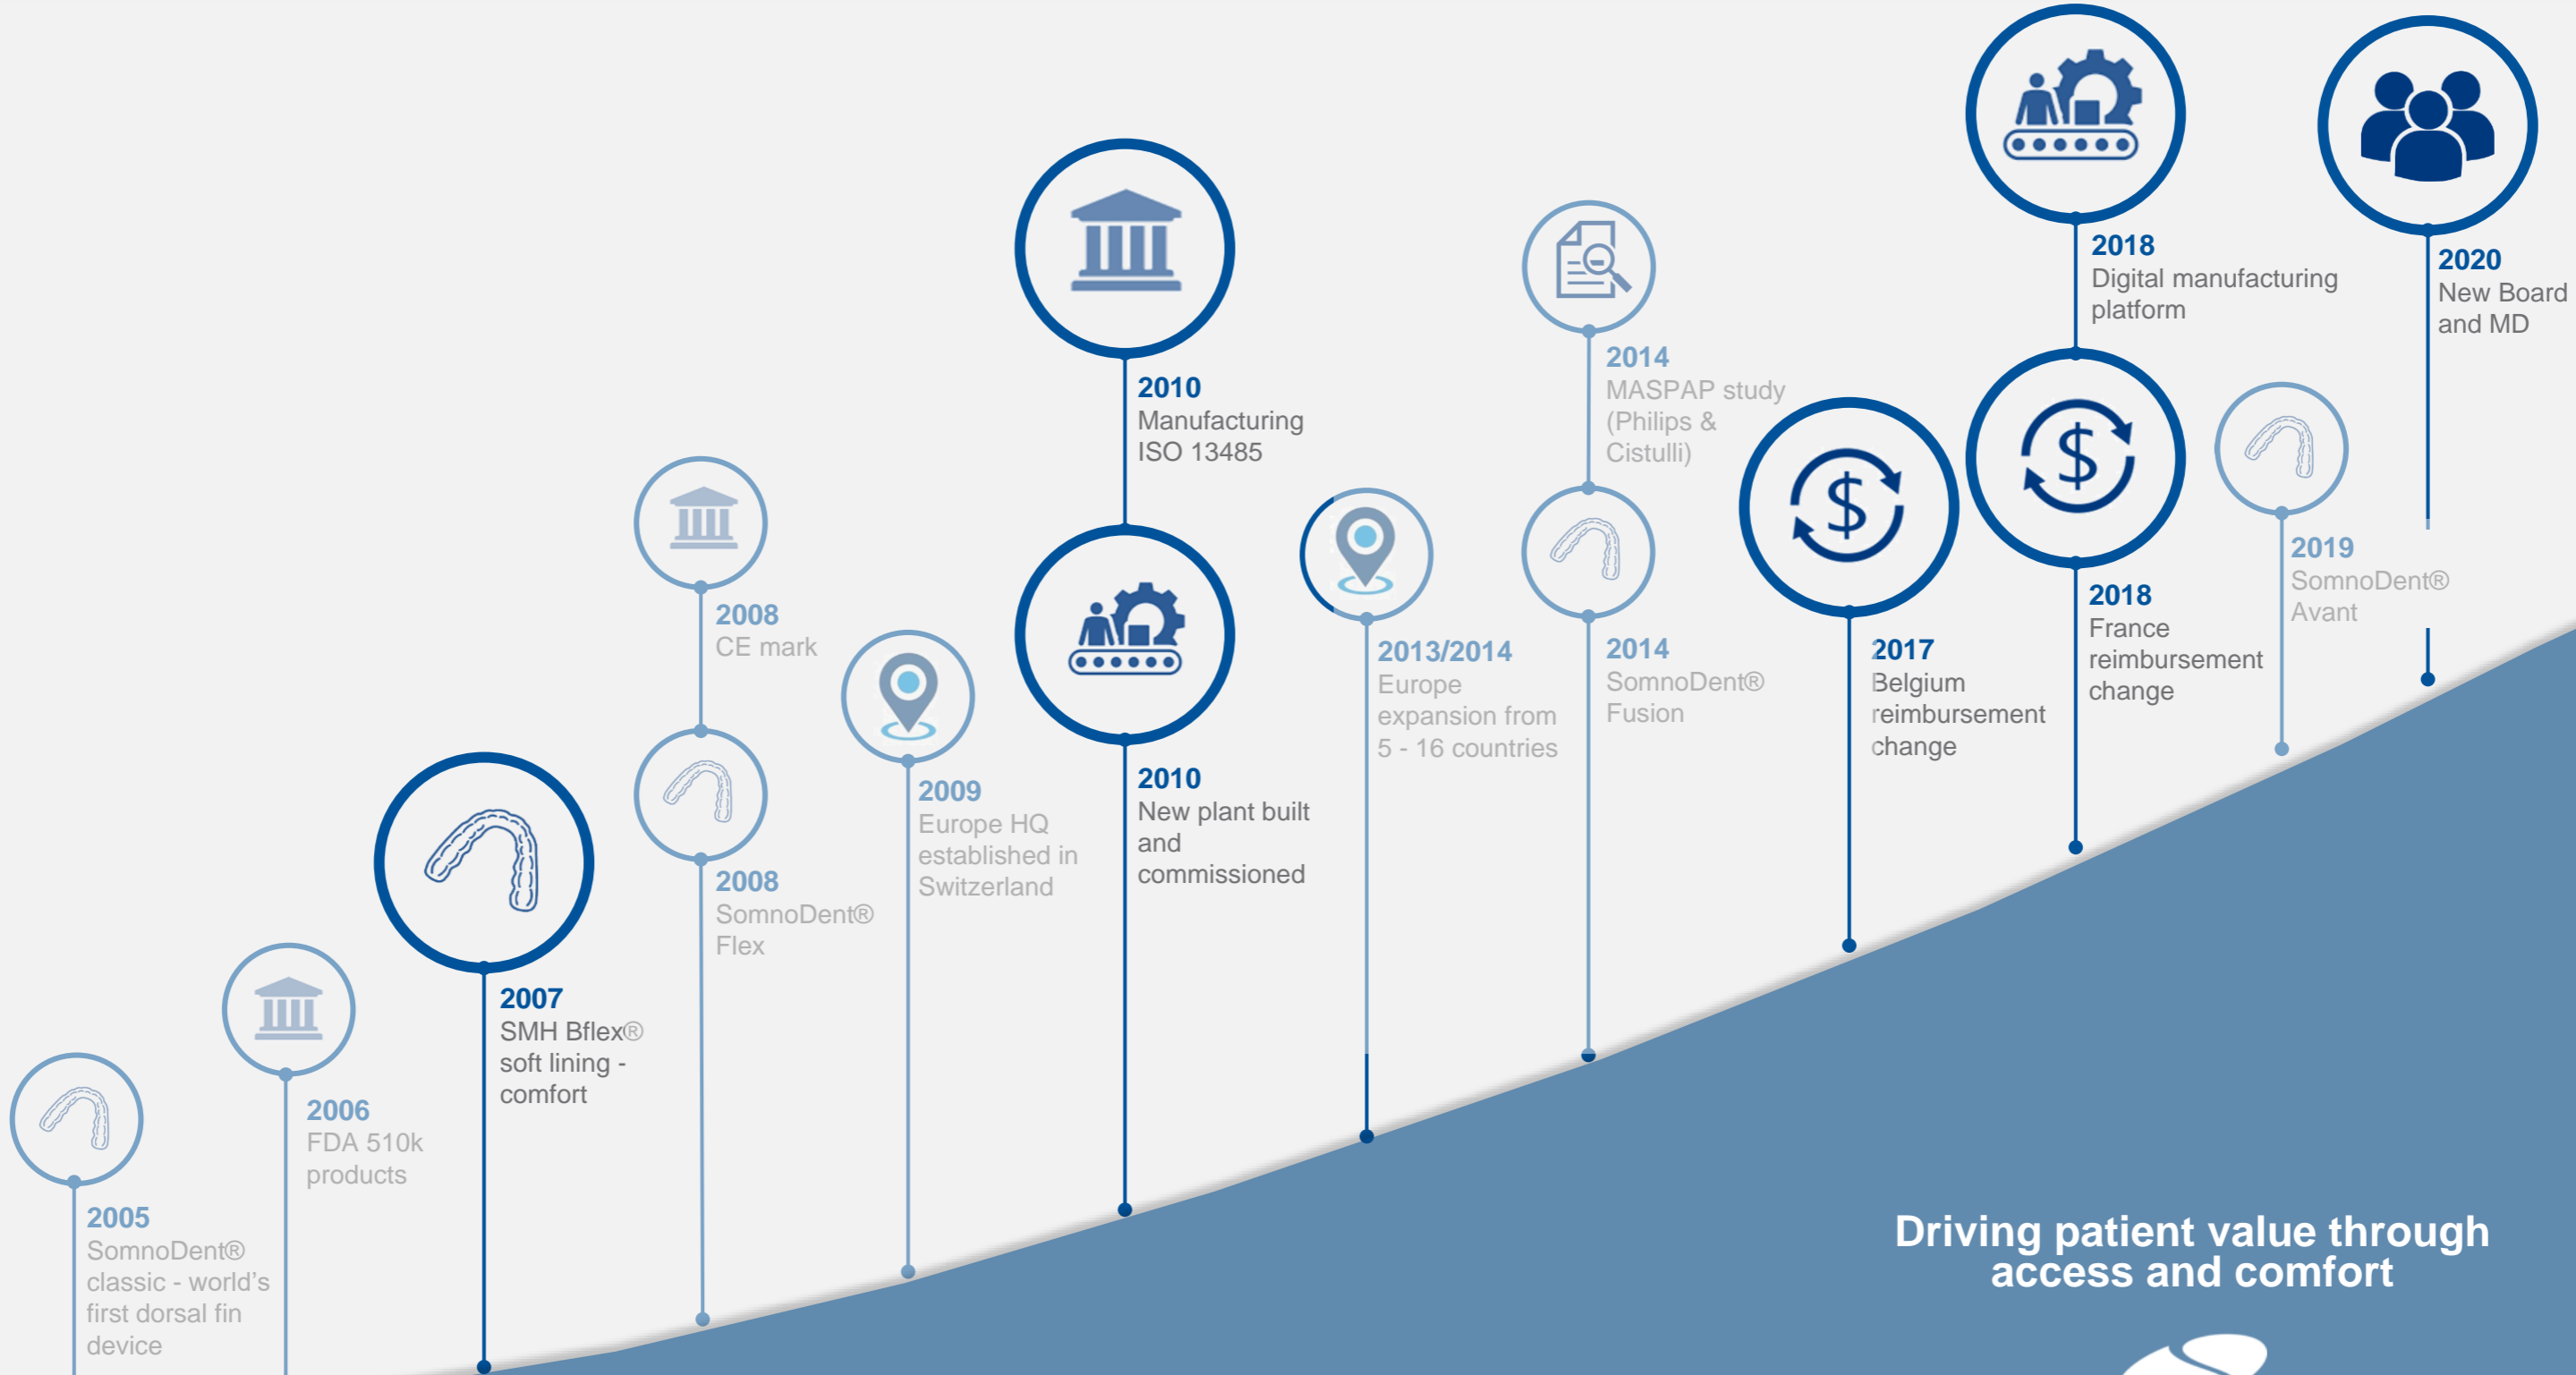 2005
SomnoDent®
classic - world's
first dorsal fin
device
2006
FDA 510k
products
2007
SMH Bflex®
soft lining -
comfort
2008
CE mark
2008
SomnoDent®
Flex
2009
Europe HQ
established in
Switzerland
2010
Manufacturing
ISO 13485
2010
New plant built
and
commissioned
2013/2014
Europe
expansion from
5 - 16 countries
2014
MASPAP study
(Philips &
Cistulli)
2014
SomnoDent®
Fusion
2017
Belgium
reimbursement
change
2018
Digital manufacturing
platform
2018
France
reimbursement
change
2019
SomnoDent®
Avant
2020
New Board
and MD
Driving patient value through
access and comfort